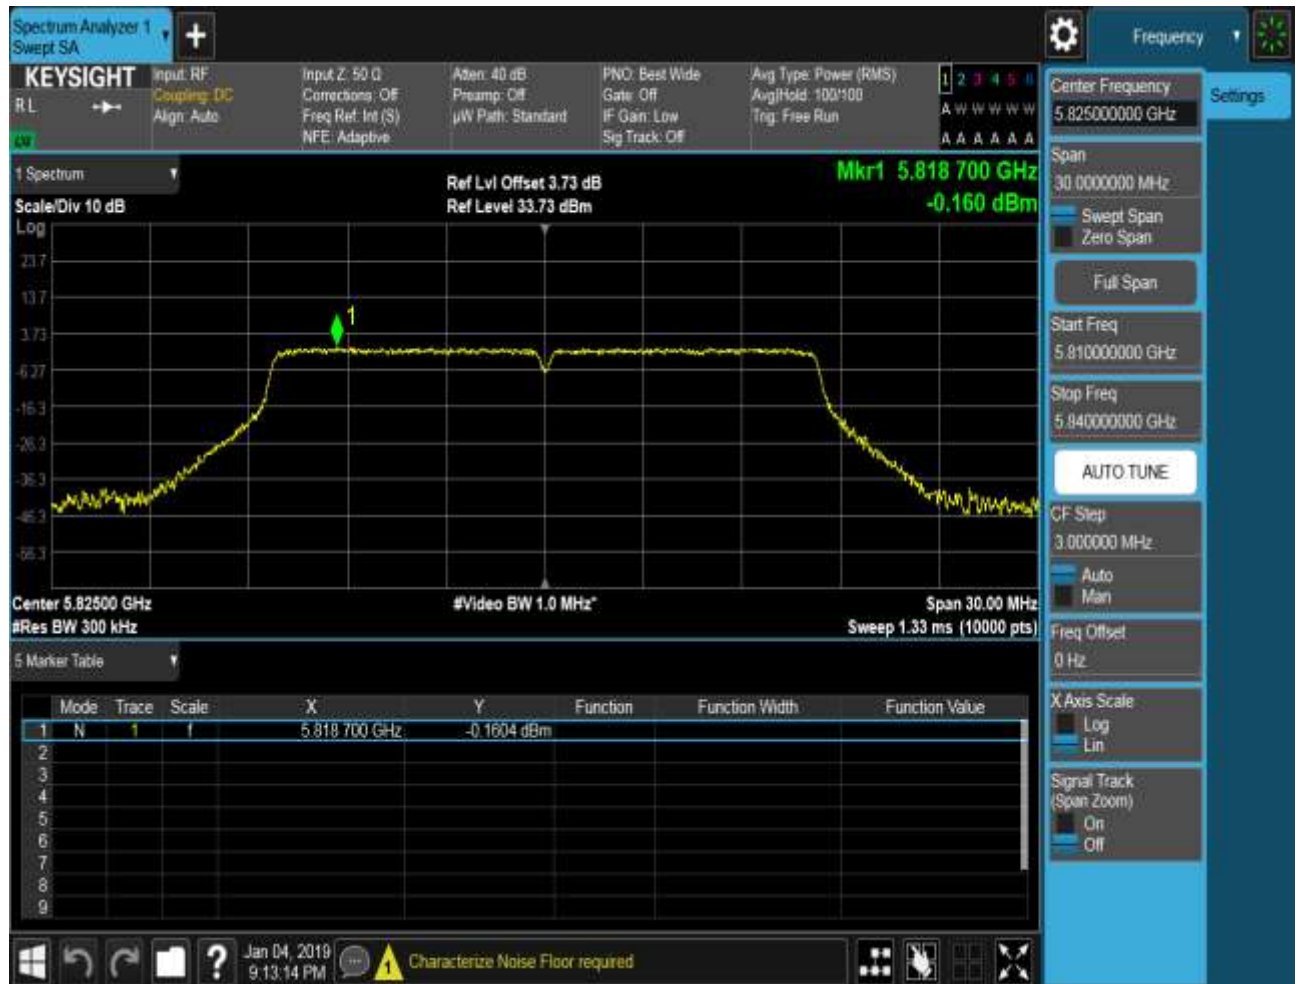 Spectrum Analyzer 1
Swept SA
Frequency
KEYSIGHT
RL
Input: RF
Coupling: DC
Align: Auto
Input Z: 50 Ω
Corrections: Off
Freq Ref: Int (S)
NFE: Adaptive
Atten: 40 dB
Preamp: Off
µW Path: Standard
PNO: Best Wide
Gate: Off
IF Gain: Low
Sig Track: Off
Avg Type: Power (RMS)
Avg|Hold: 100/100
Trig: Free Run
1 2 3 4 5 6
A W W W W W
A A A A A A
1 Spectrum
Scale/Div 10 dB
Ref Lvl Offset 3.73 dB
Ref Level 33.73 dBm
Mkr1 5.818 700 GHz
-0.160 dBm
Log
23.7
13.7
3.73
-6.27
-16.3
-26.3
-36.3
-46.3
-56.3
1
Center 5.82500 GHz
#Res BW 300 kHz
#Video BW 1.0 MHz*
Span 30.00 MHz
Sweep 1.33 ms (10000 pts)
5 Marker Table
Mode Trace Scale X Y Function Function Width Function Value
1 N 1 f 5.818 700 GHz -0.1604 dBm
2
3
4
5
6
7
8
9
Jan 04, 2019
9:13:14 PM
?
1
Characterize Noise Floor required
Center Frequency
5.825000000 GHz
Settings
Span
30.0000000 MHz
Swept Span
Zero Span
Full Span
Start Freq
5.810000000 GHz
Stop Freq
5.840000000 GHz
AUTO TUNE
CF Step
3.000000 MHz
Auto
Man
Freq Offset
0 Hz
X Axis Scale
Log
Lin
Signal Track
(Span Zoom)
On
Off